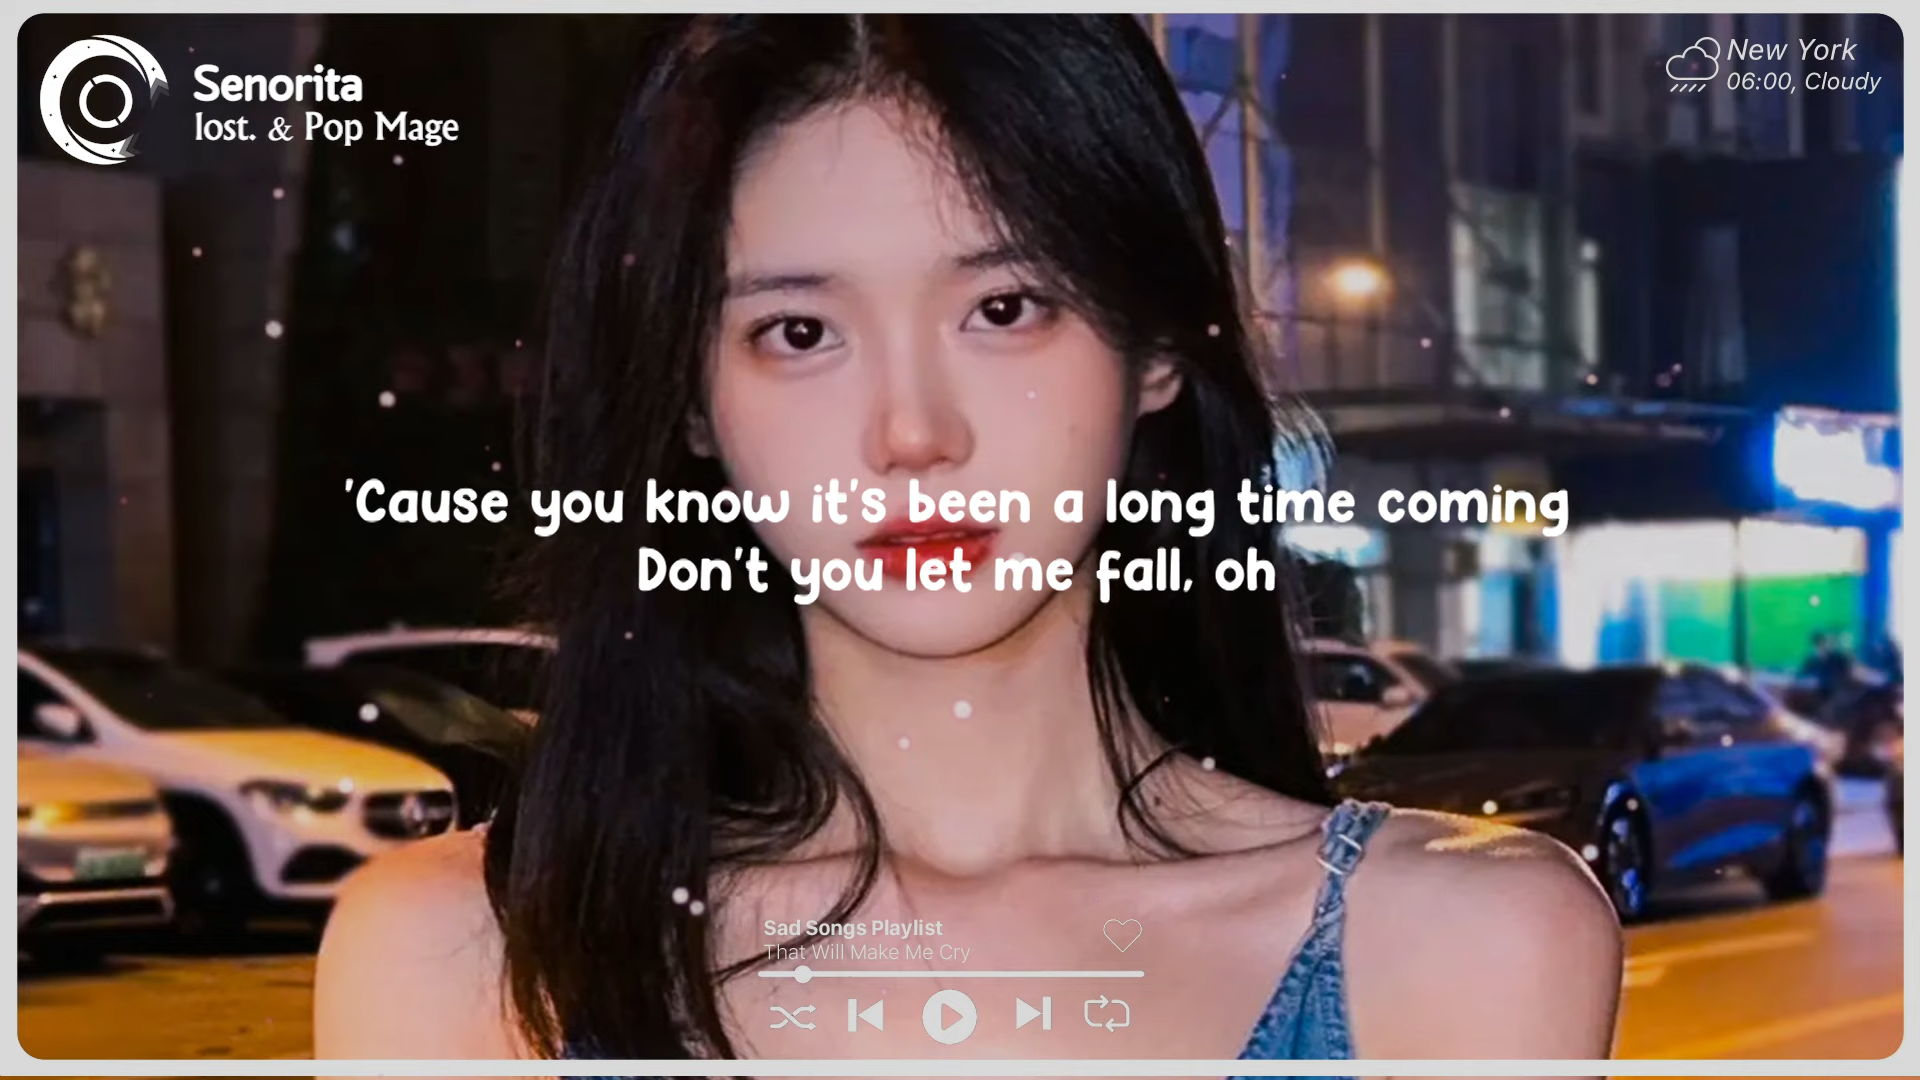 Senorita
lost. & Pop Mage
New York
06:00, Cloudy
'Cause you know it's been a long time coming
Don't you let me fall, oh
Sad Songs Playlist
That Will Make Me Cry